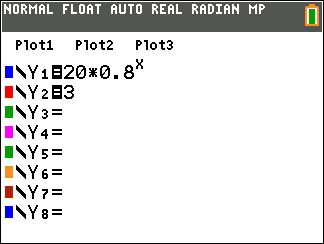 NORMAL FLOAT AUTO REAL RADIAN MP
Plot1 Plot2 Plot3
\Y₁=20*0.8ˣ
\Y₂=3
\Y₃=
\Y₄=
\Y₅=
\Y₆=
\Y₇=
\Y₈=